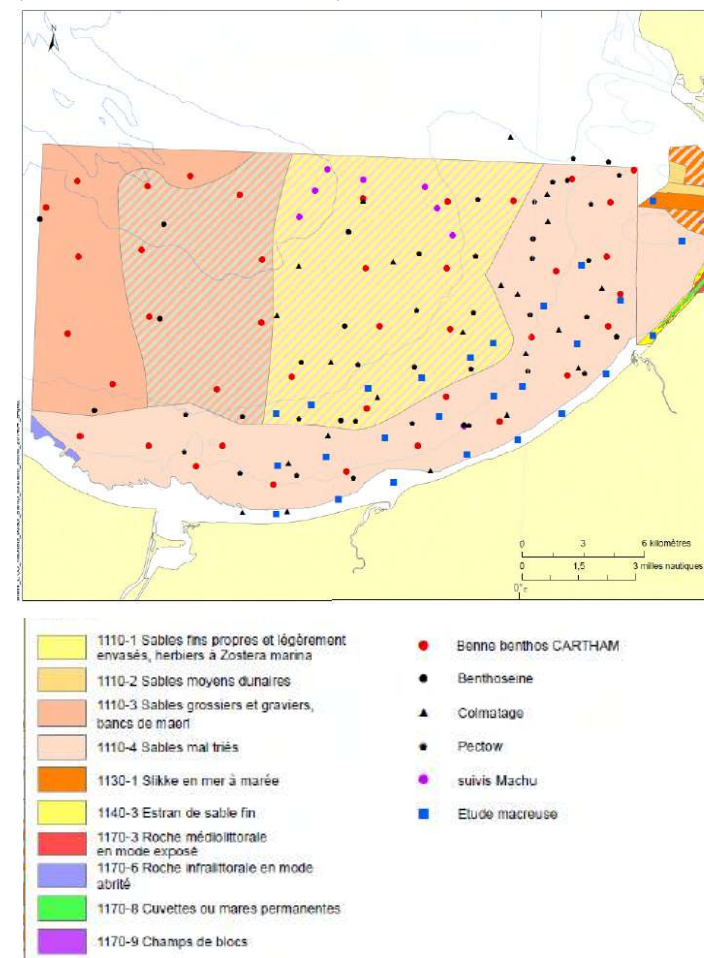 N
0 3 6 kilomètres
0 1,5 3 milles nautiques
0°E
1110-1 Sables fins propres et légèrement
envasés, herbiers à Zostera marina
1110-2 Sables moyens dunaires
1110-3 Sables grossiers et graviers,
bancs de maerl
1110-4 Sables mal triés
1130-1 Slikke en mer à marée
1140-3 Estran de sable fin
1170-3 Roche médiolittorale
en mode exposé
1170-6 Roche infralittorale en mode
abrité
1170-8 Cuvettes ou mares permanentes
1170-9 Champs de blocs
Benne benthos CARTHAM
Benthoseine
Colmatage
Pectow
suivis Machu
Etude macreuse